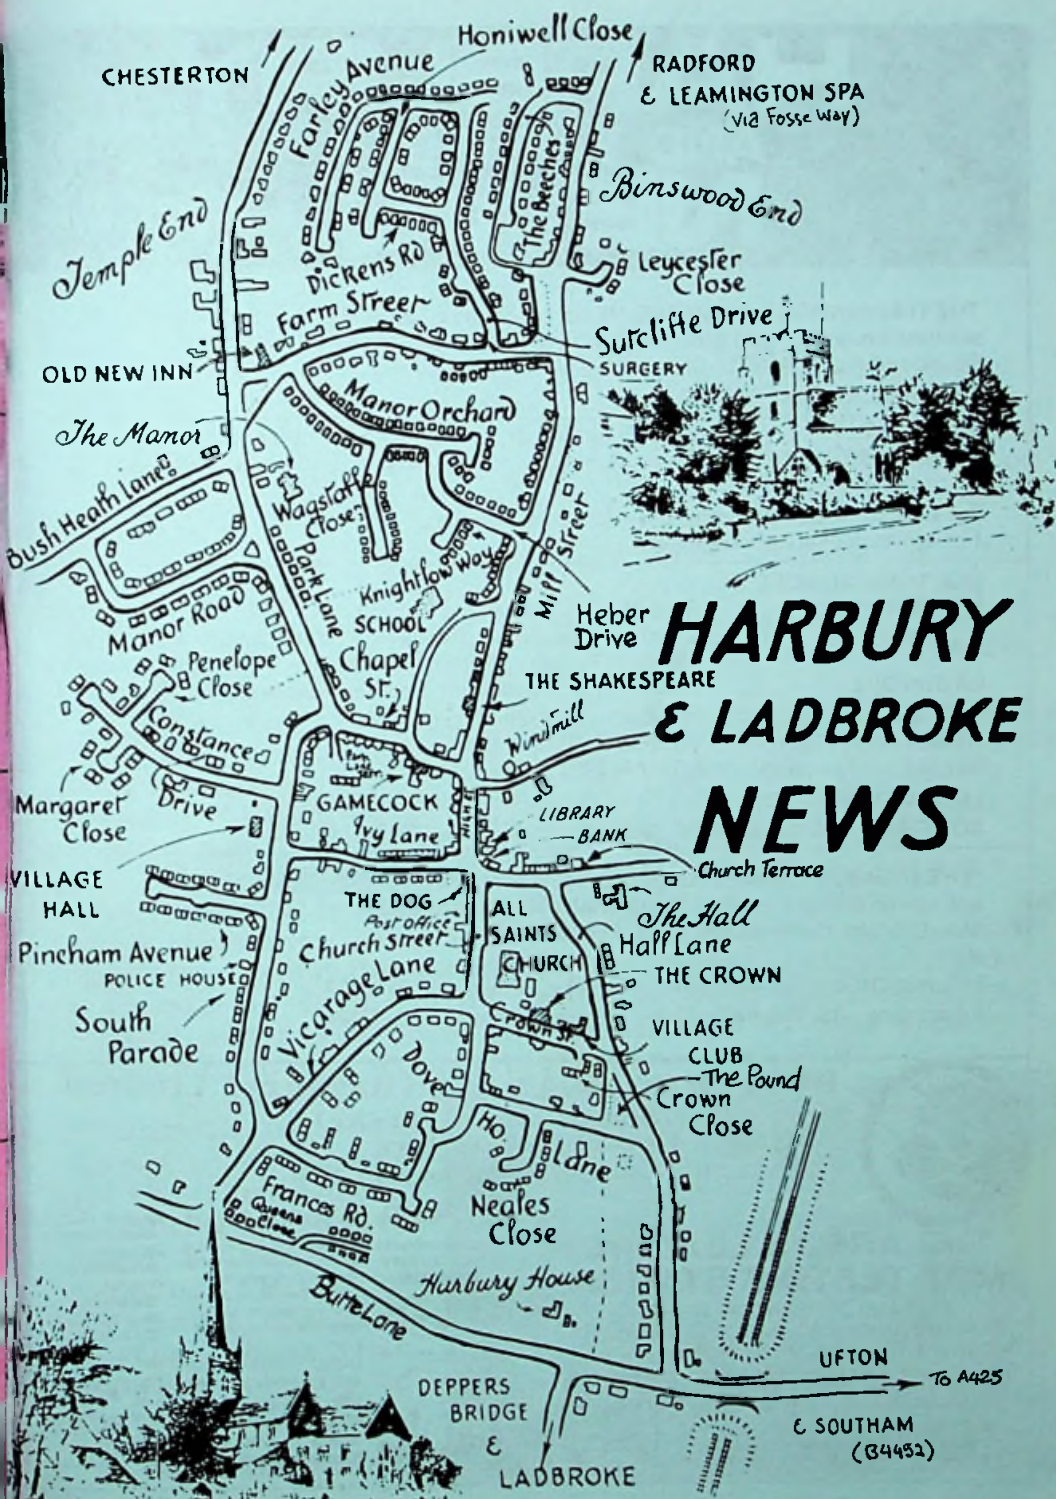 Honiwell Close
CHESTERTON
Farley Avenue
RADFORD
& LEAMINGTON SPA
(via Fosse Way)
The Beeches
Binswood End
Temple End
Dickens Rd
Leycester
Close
Farm Street
Sutcliffe Drive
OLD NEW INN
SURGERY
Manor Orchard
The Manor
Bush Heath Lane
Wagstaff
Close
Park Lane
Mill Street
Knightlow Way
Manor Road
SCHOOL
Heber
Drive
HARBURY
& LADBROKE
NEWS
Penelope
Close
Chapel
St.
THE SHAKESPEARE
Windmill
Constance
Drive
Margaret
Close
GAMECOCK
Ivy Lane
HIGH ST
LIBRARY
BANK
Church Terrace
VILLAGE
HALL
THE DOG
Post office
Church Street
ALL
SAINTS
CHURCH
The Hall
Hall Lane
THE CROWN
Pincham Avenue
POLICE HOUSE
South
Parade
Vicarage Lane
Crown St.
VILLAGE
CLUB
The Pound
Crown
Close
Dove
Ho.
Lane
Neales
Close
Frances Rd.
Queens
Close
Harbury House
Butt Lane
UFTON
To A425
& SOUTHAM
(B4452)
DEPPERS
BRIDGE
&
LADBROKE